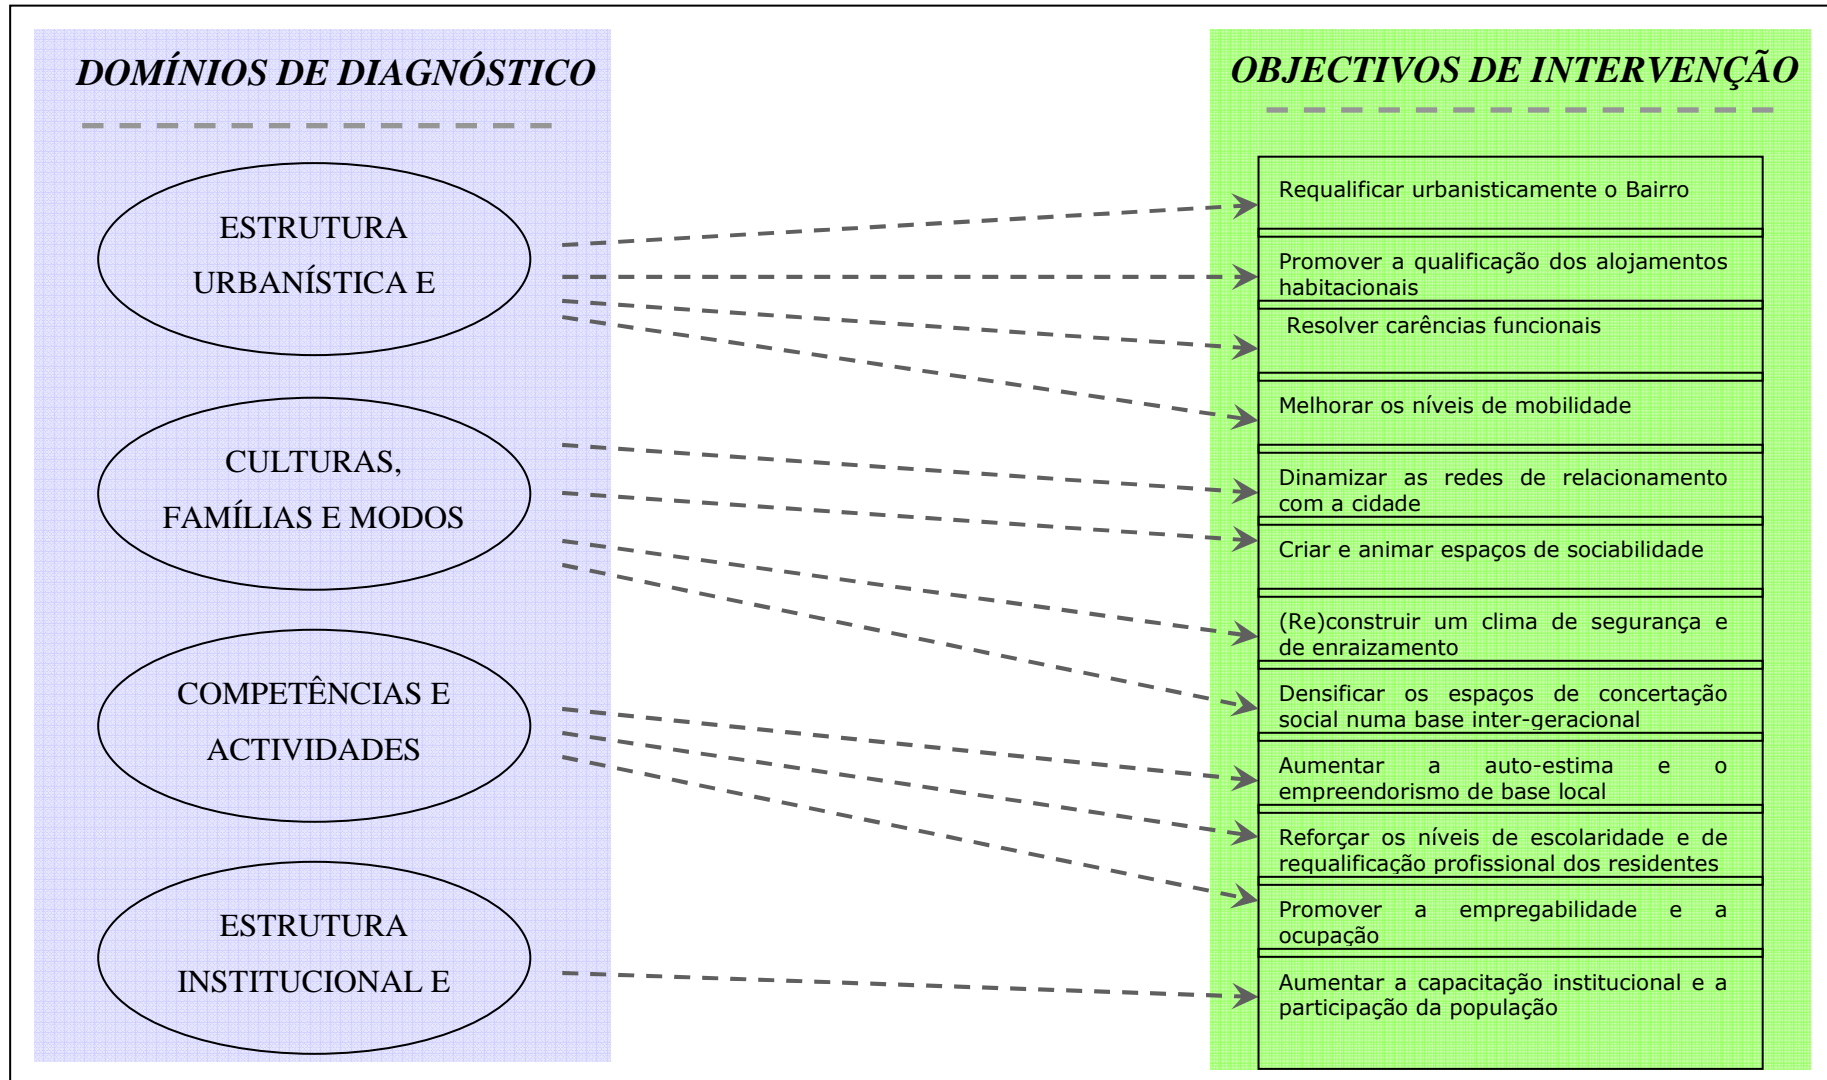 DOMÍNIOS DE DIAGNÓSTICO
ESTRUTURA
URBANÍSTICA E
CULTURAS,
FAMÍLIAS E MODOS
COMPETÊNCIAS E
ACTIVIDADES
ESTRUTURA
INSTITUCIONAL E
OBJECTIVOS DE INTERVENÇÃO
Requalificar urbanisticamente o Bairro
Promover a qualificação dos alojamentos
habitacionais
Resolver carências funcionais
Melhorar os níveis de mobilidade
Dinamizar as redes de relacionamento
com a cidade
Criar e animar espaços de sociabilidade
(Re)construir um clima de segurança e
de enraizamento
Densificar os espaços de concertação
social numa base inter-geracional
Aumentar a auto-estima e o
empreendorismo de base local
Reforçar os níveis de escolaridade e de
requalificação profissional dos residentes
Promover a empregabilidade e a
ocupação
Aumentar a capacitação institucional e a
participação da população